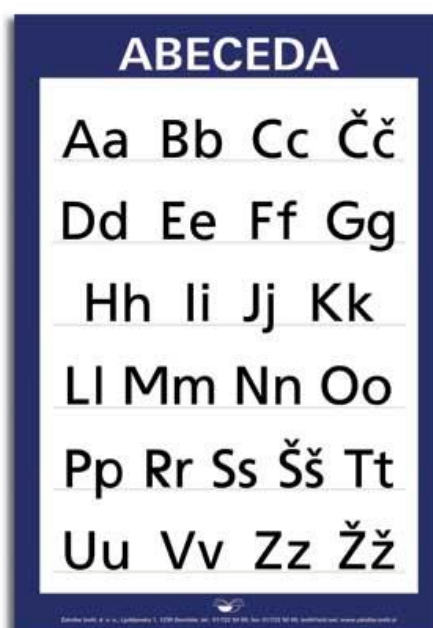 ABECEDA
Aa Bb Cc Čč
Dd Ee Ff Gg
Hh Ii Jj Kk
Ll Mm Nn Oo
Pp Rr Ss Šš Tt
Uu Vv Zz Žž